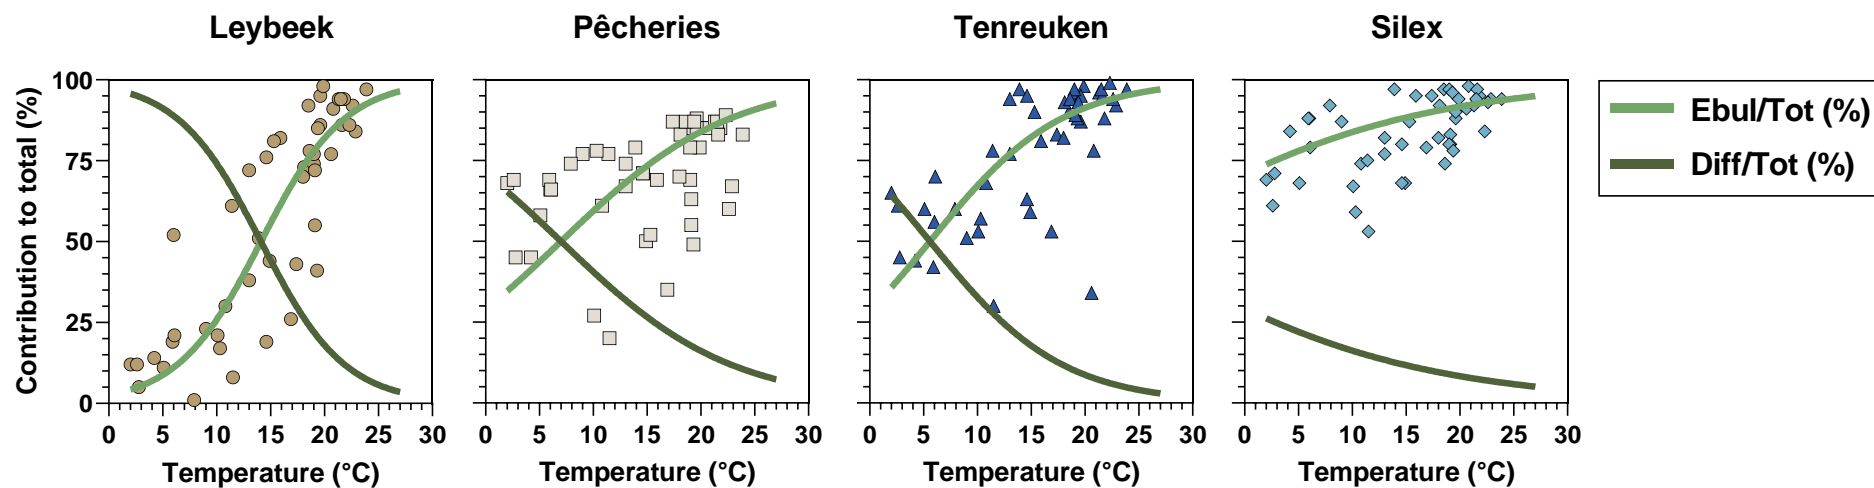 Leybeek
Pêcheries
Tenreuken
Silex
Contribution to total (%)
100
75
50
25
0
0 5 10 15 20 25 30
0 5 10 15 20 25 30
0 5 10 15 20 25 30
0 5 10 15 20 25 30
Temperature (°C)
Temperature (°C)
Temperature (°C)
Temperature (°C)
Ebul/Tot (%)
Diff/Tot (%)